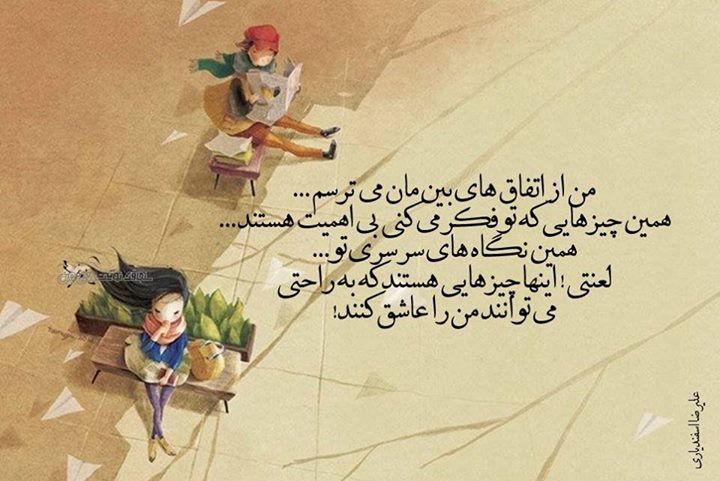 من از اتفاق های بین مان می ترسم...
همین چیزهایی که تو فکر می کنی بی اهمیت هستند...
همین نگاه های سرسری تو...
لعنتی! اینها چیزهایی هستند که به راحتی
می توانند من را عاشق کنند!
علیرضا اسفندیاری